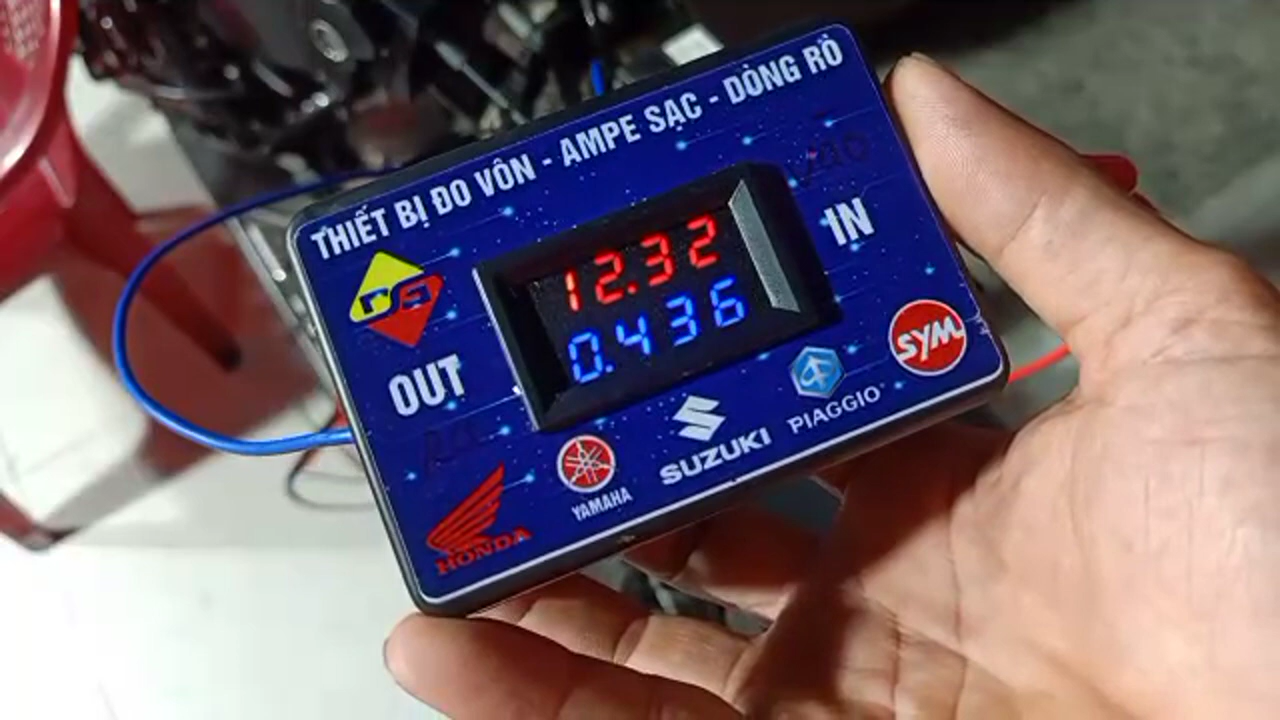 THIẾT BỊ ĐO VÔN - AMPE SẠC - DÒNG RÒ
IN
12.32
0.436
OUT
SYM
PIAGGIO
SUZUKI
YAMAHA
HONDA